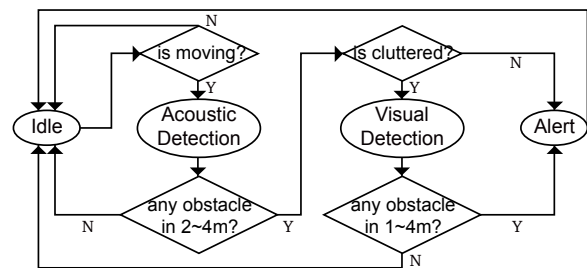 N
is moving?
is cluttered?
N
Y
Y
Idle
Acoustic
Detection
Visual
Detection
Alert
any obstacle
in 2~4m?
any obstacle
in 1~4m?
N
Y
Y
N